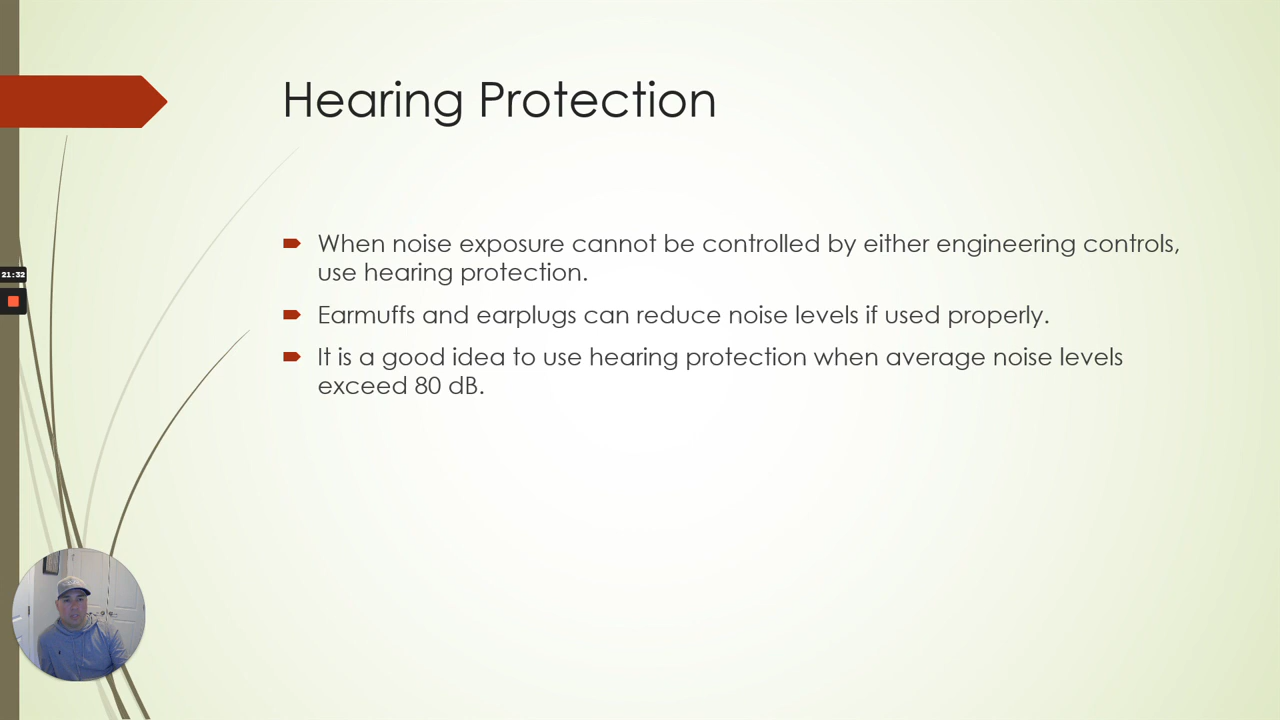 Hearing Protection
When noise exposure cannot be controlled by either engineering controls,
use hearing protection.
Earmuffs and earplugs can reduce noise levels if used properly.
It is a good idea to use hearing protection when average noise levels
exceed 80 dB.
21:32